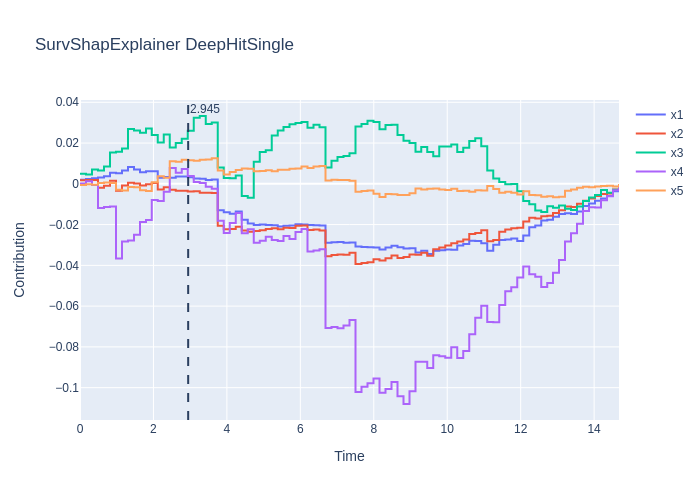 SurvShapExplainer DeepHitSingle
2.945
0.04
0.02
0
−0.02
−0.04
−0.06
−0.08
−0.1
Contribution
0 2 4 6 8 10 12 14
Time
x1
x2
x3
x4
x5